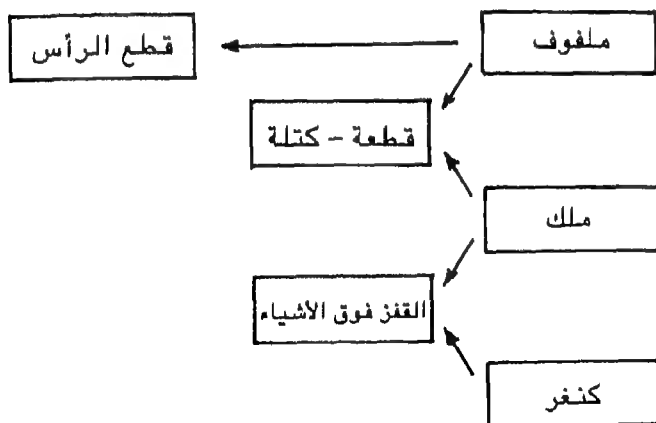 ملفوف
قطع الرأس
قطعة - كتلة
ملك
القفز فوق الأشياء
كنغر